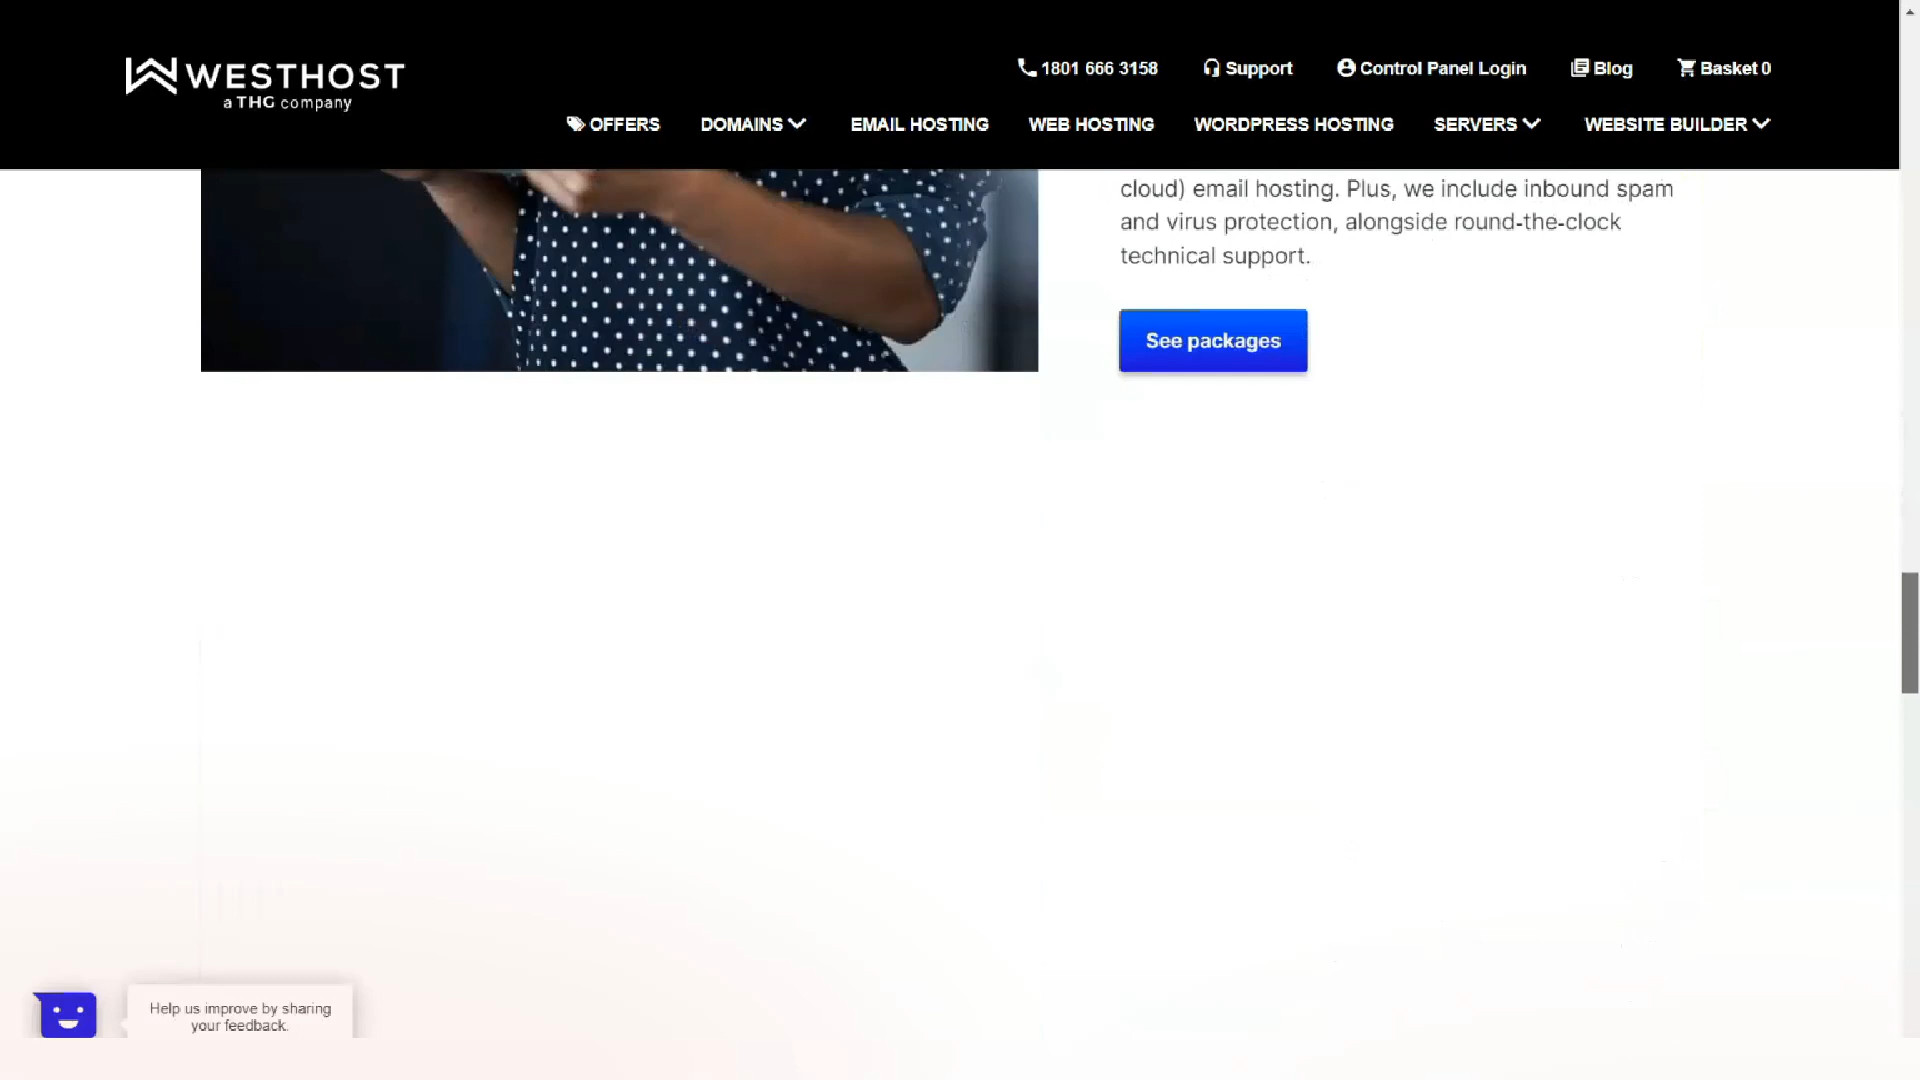 WESTHOST
a THG company
1801 666 3158
Support
Control Panel Login
Blog
Basket 0
OFFERS
DOMAINS
EMAIL HOSTING
WEB HOSTING
WORDPRESS HOSTING
SERVERS
WEBSITE BUILDER
cloud) email hosting. Plus, we include inbound spam
and virus protection, alongside round-the-clock
technical support.
See packages
Help us improve by sharing
your feedback.